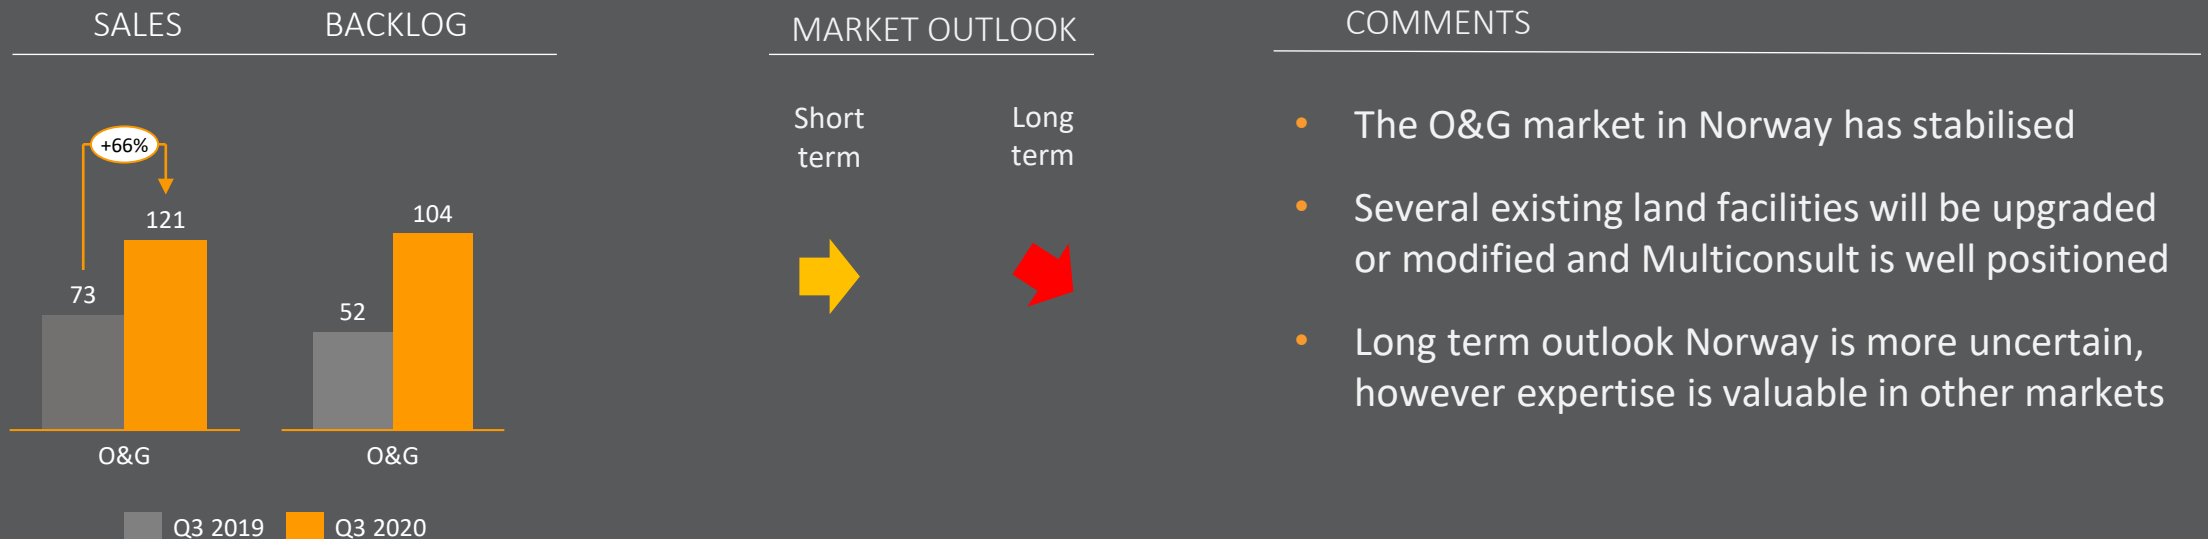 SALES
BACKLOG
+66%
121
73
104
52
O&G
O&G
Q3 2019
Q3 2020
MARKET OUTLOOK
Short
term
Long
term
COMMENTS
• The O&G market in Norway has stabilised
• Several existing land facilities will be upgraded
or modified and Multiconsult is well positioned
• Long term outlook Norway is more uncertain,
however expertise is valuable in other markets